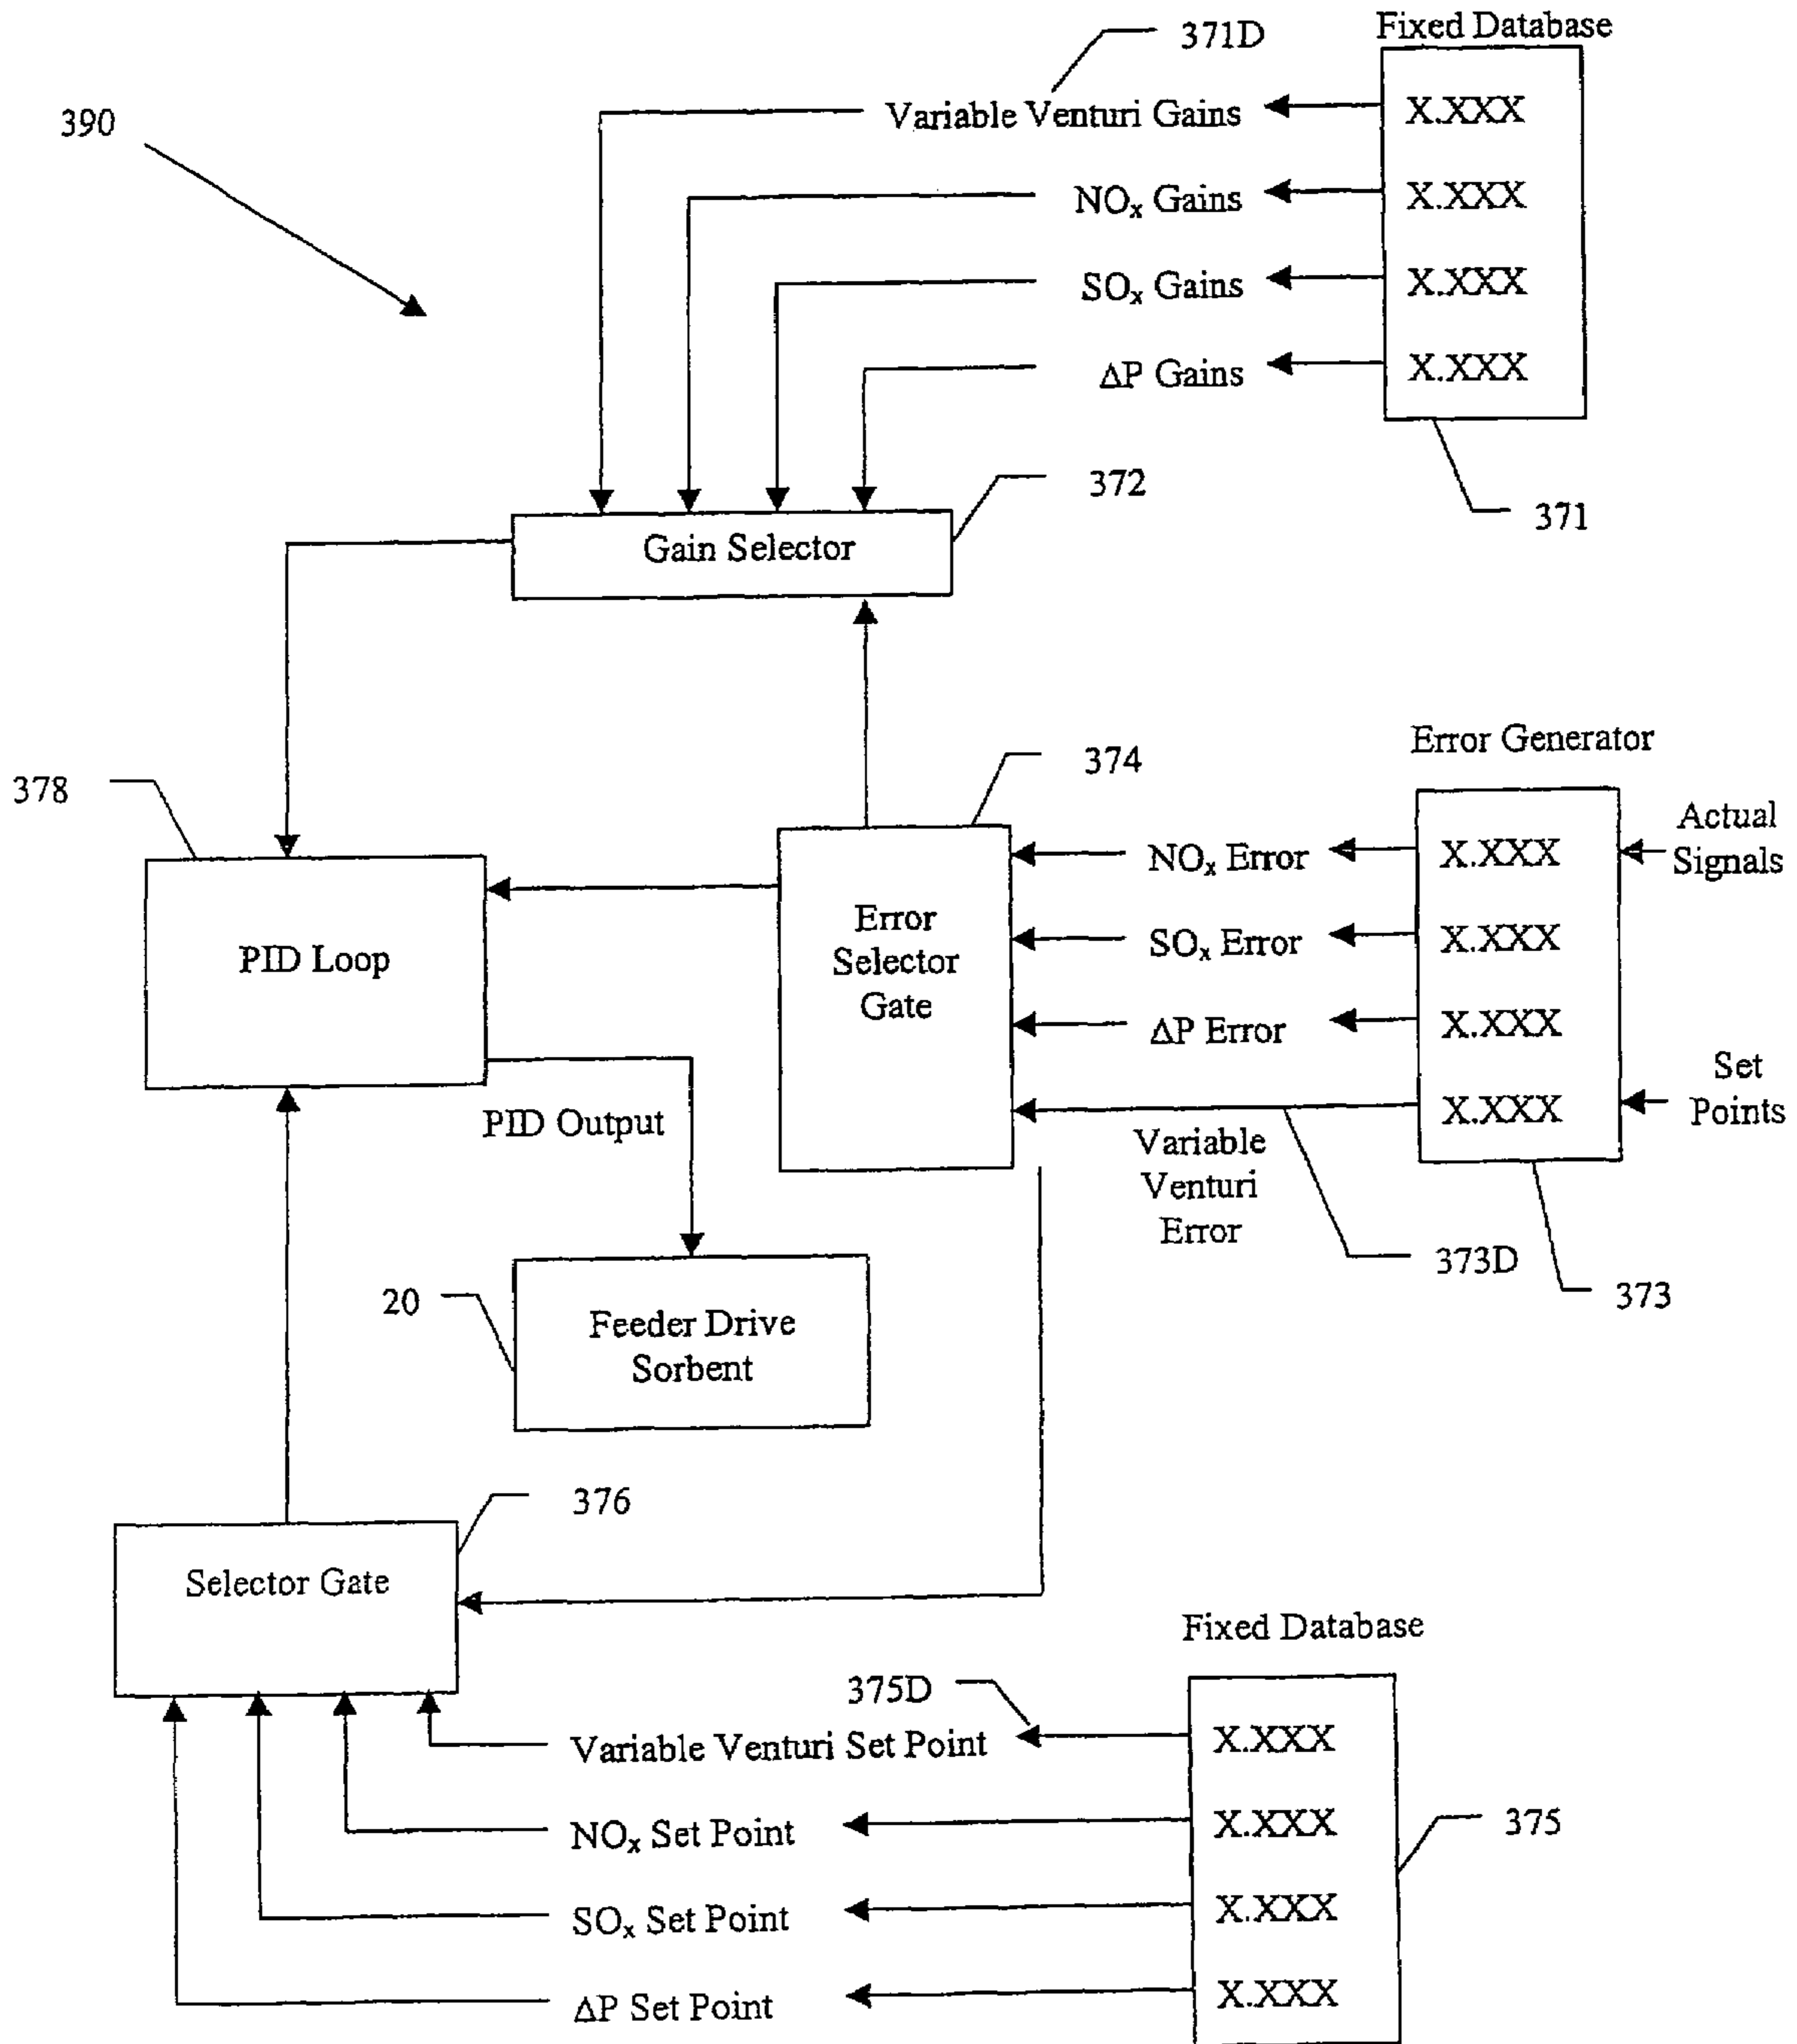 371D
Fixed Database
390
Variable Venturi Gains
X.XXX
NOx Gains
X.XXX
SOx Gains
X.XXX
ΔP Gains
X.XXX
372
371
Gain Selector
Error Generator
374
378
Actual
Signals
NOx Error
X.XXX
Error
Selector
Gate
SOx Error
X.XXX
PID Loop
ΔP Error
X.XXX
Set
Points
X.XXX
PID Output
Variable
Venturi
Error
373D
373
20
Feeder Drive
Sorbent
376
Selector Gate
Fixed Database
375D
Variable Venturi Set Point
X.XXX
NOx Set Point
X.XXX
375
SOx Set Point
X.XXX
ΔP Set Point
X.XXX